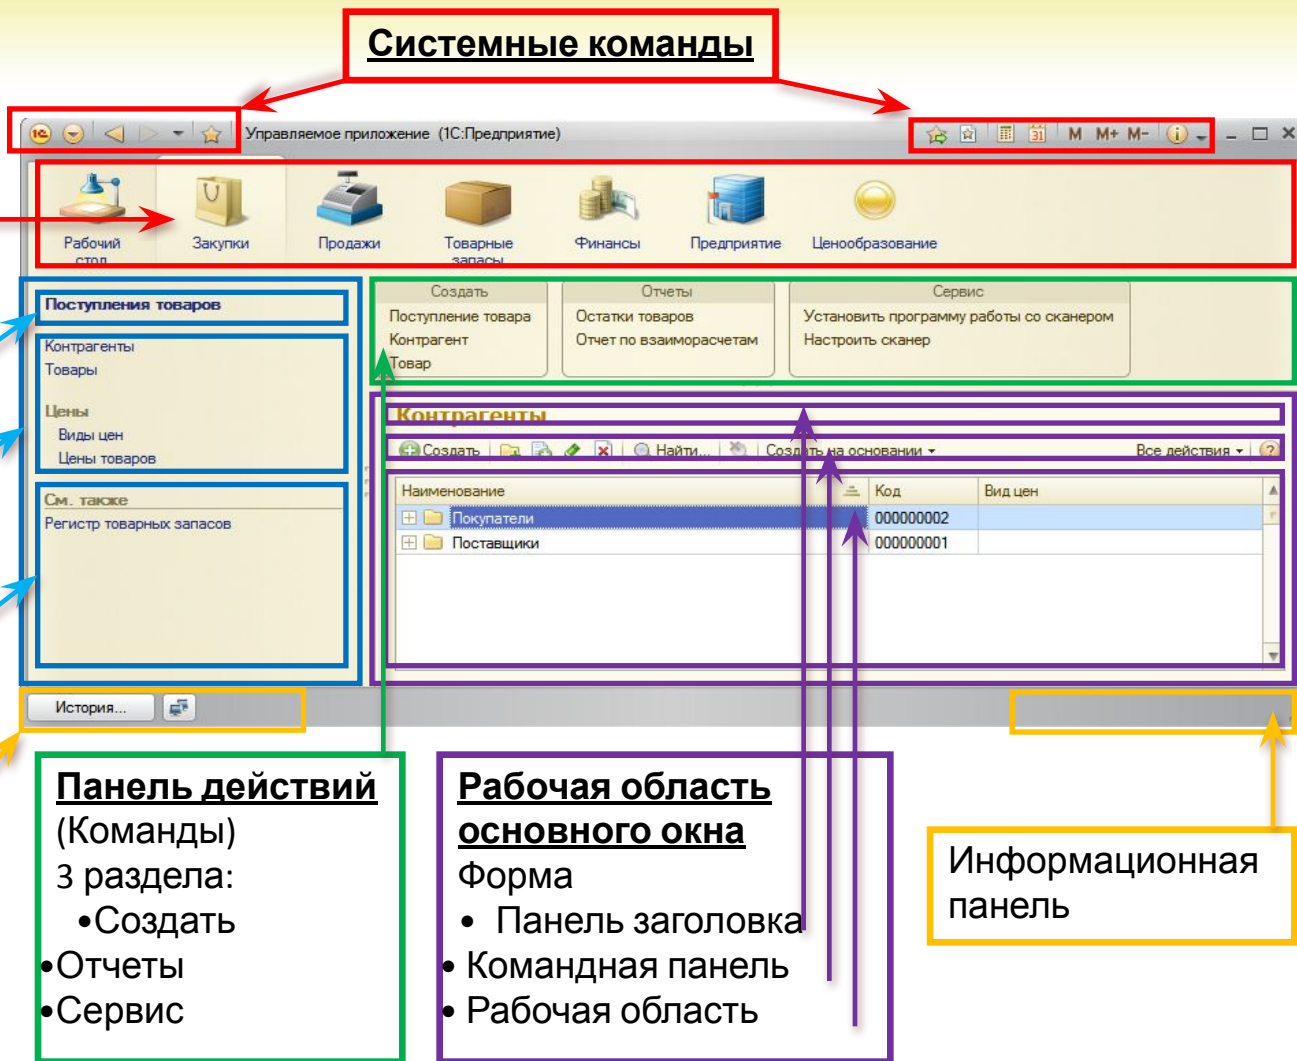 Системные команды
1С
Управляемое приложение (1С:Предприятие)
31 M M+ M-
Рабочий стол
Закупки
Продажи
Товарные запасы
Финансы
Предприятие
Ценообразование
Поступления товаров
Контрагенты
Товары
Цены
Виды цен
Цены товаров
См. также
Регистр товарных запасов
Создать
Поступление товара
Контрагент
Товар
Отчеты
Остатки товаров
Отчет по взаиморасчетам
Сервис
Установить программу работы со сканером
Настроить сканер
Контрагенты
Создать Найти... Создать на основании Все действия ?
Наименование Код Вид цен
Покупатели 000000002
Поставщики 000000001
История...
Панель действий
(Команды)
3 раздела:
•Создать
•Отчеты
•Сервис
Рабочая область
основного окна
Форма
• Панель заголовка
• Командная панель
• Рабочая область
Информационная
панель